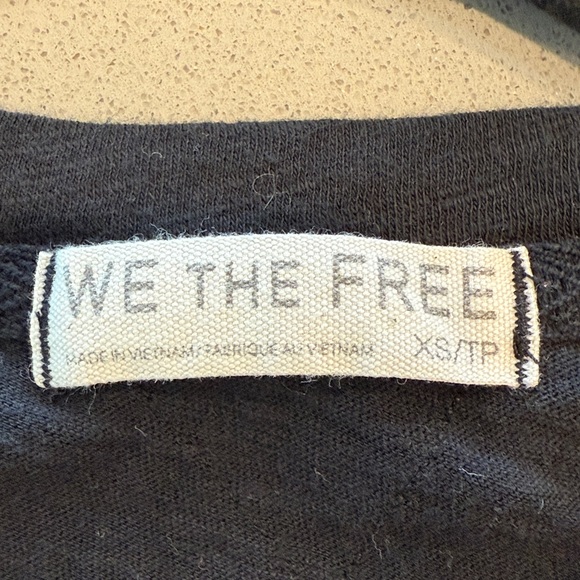 WE THE FREE
MADE IN VIETNAM / FABRIQUE AU VIETNAM XS/TP